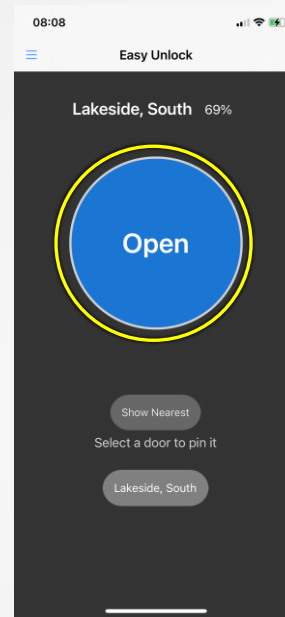 08:08
Easy Unlock
Lakeside, South 69%
Open
Show Nearest
Select a door to pin it
Lakeside, South